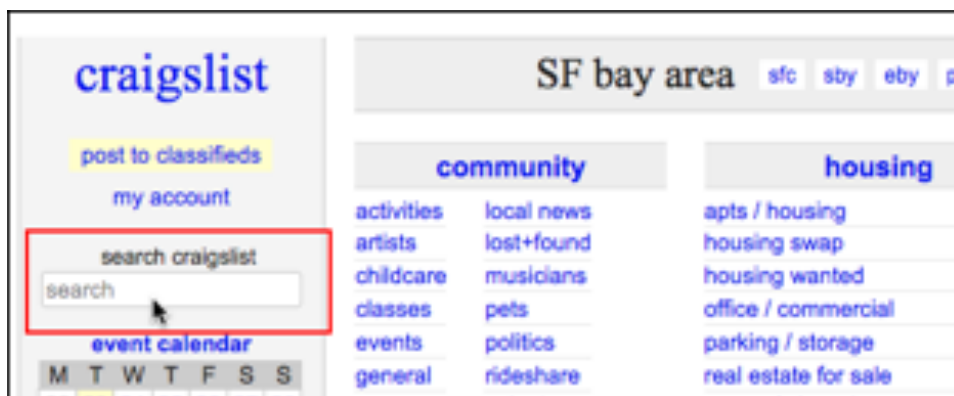 craigslist
post to classifieds
my account
search craigslist
search
event calendar
M T W T F S S
SF bay area sfc sby eby
community
activities local news
artists lost+found
childcare musicians
classes pets
events politics
general rideshare
housing
apts / housing
housing swap
housing wanted
office / commercial
parking / storage
real estate for sale